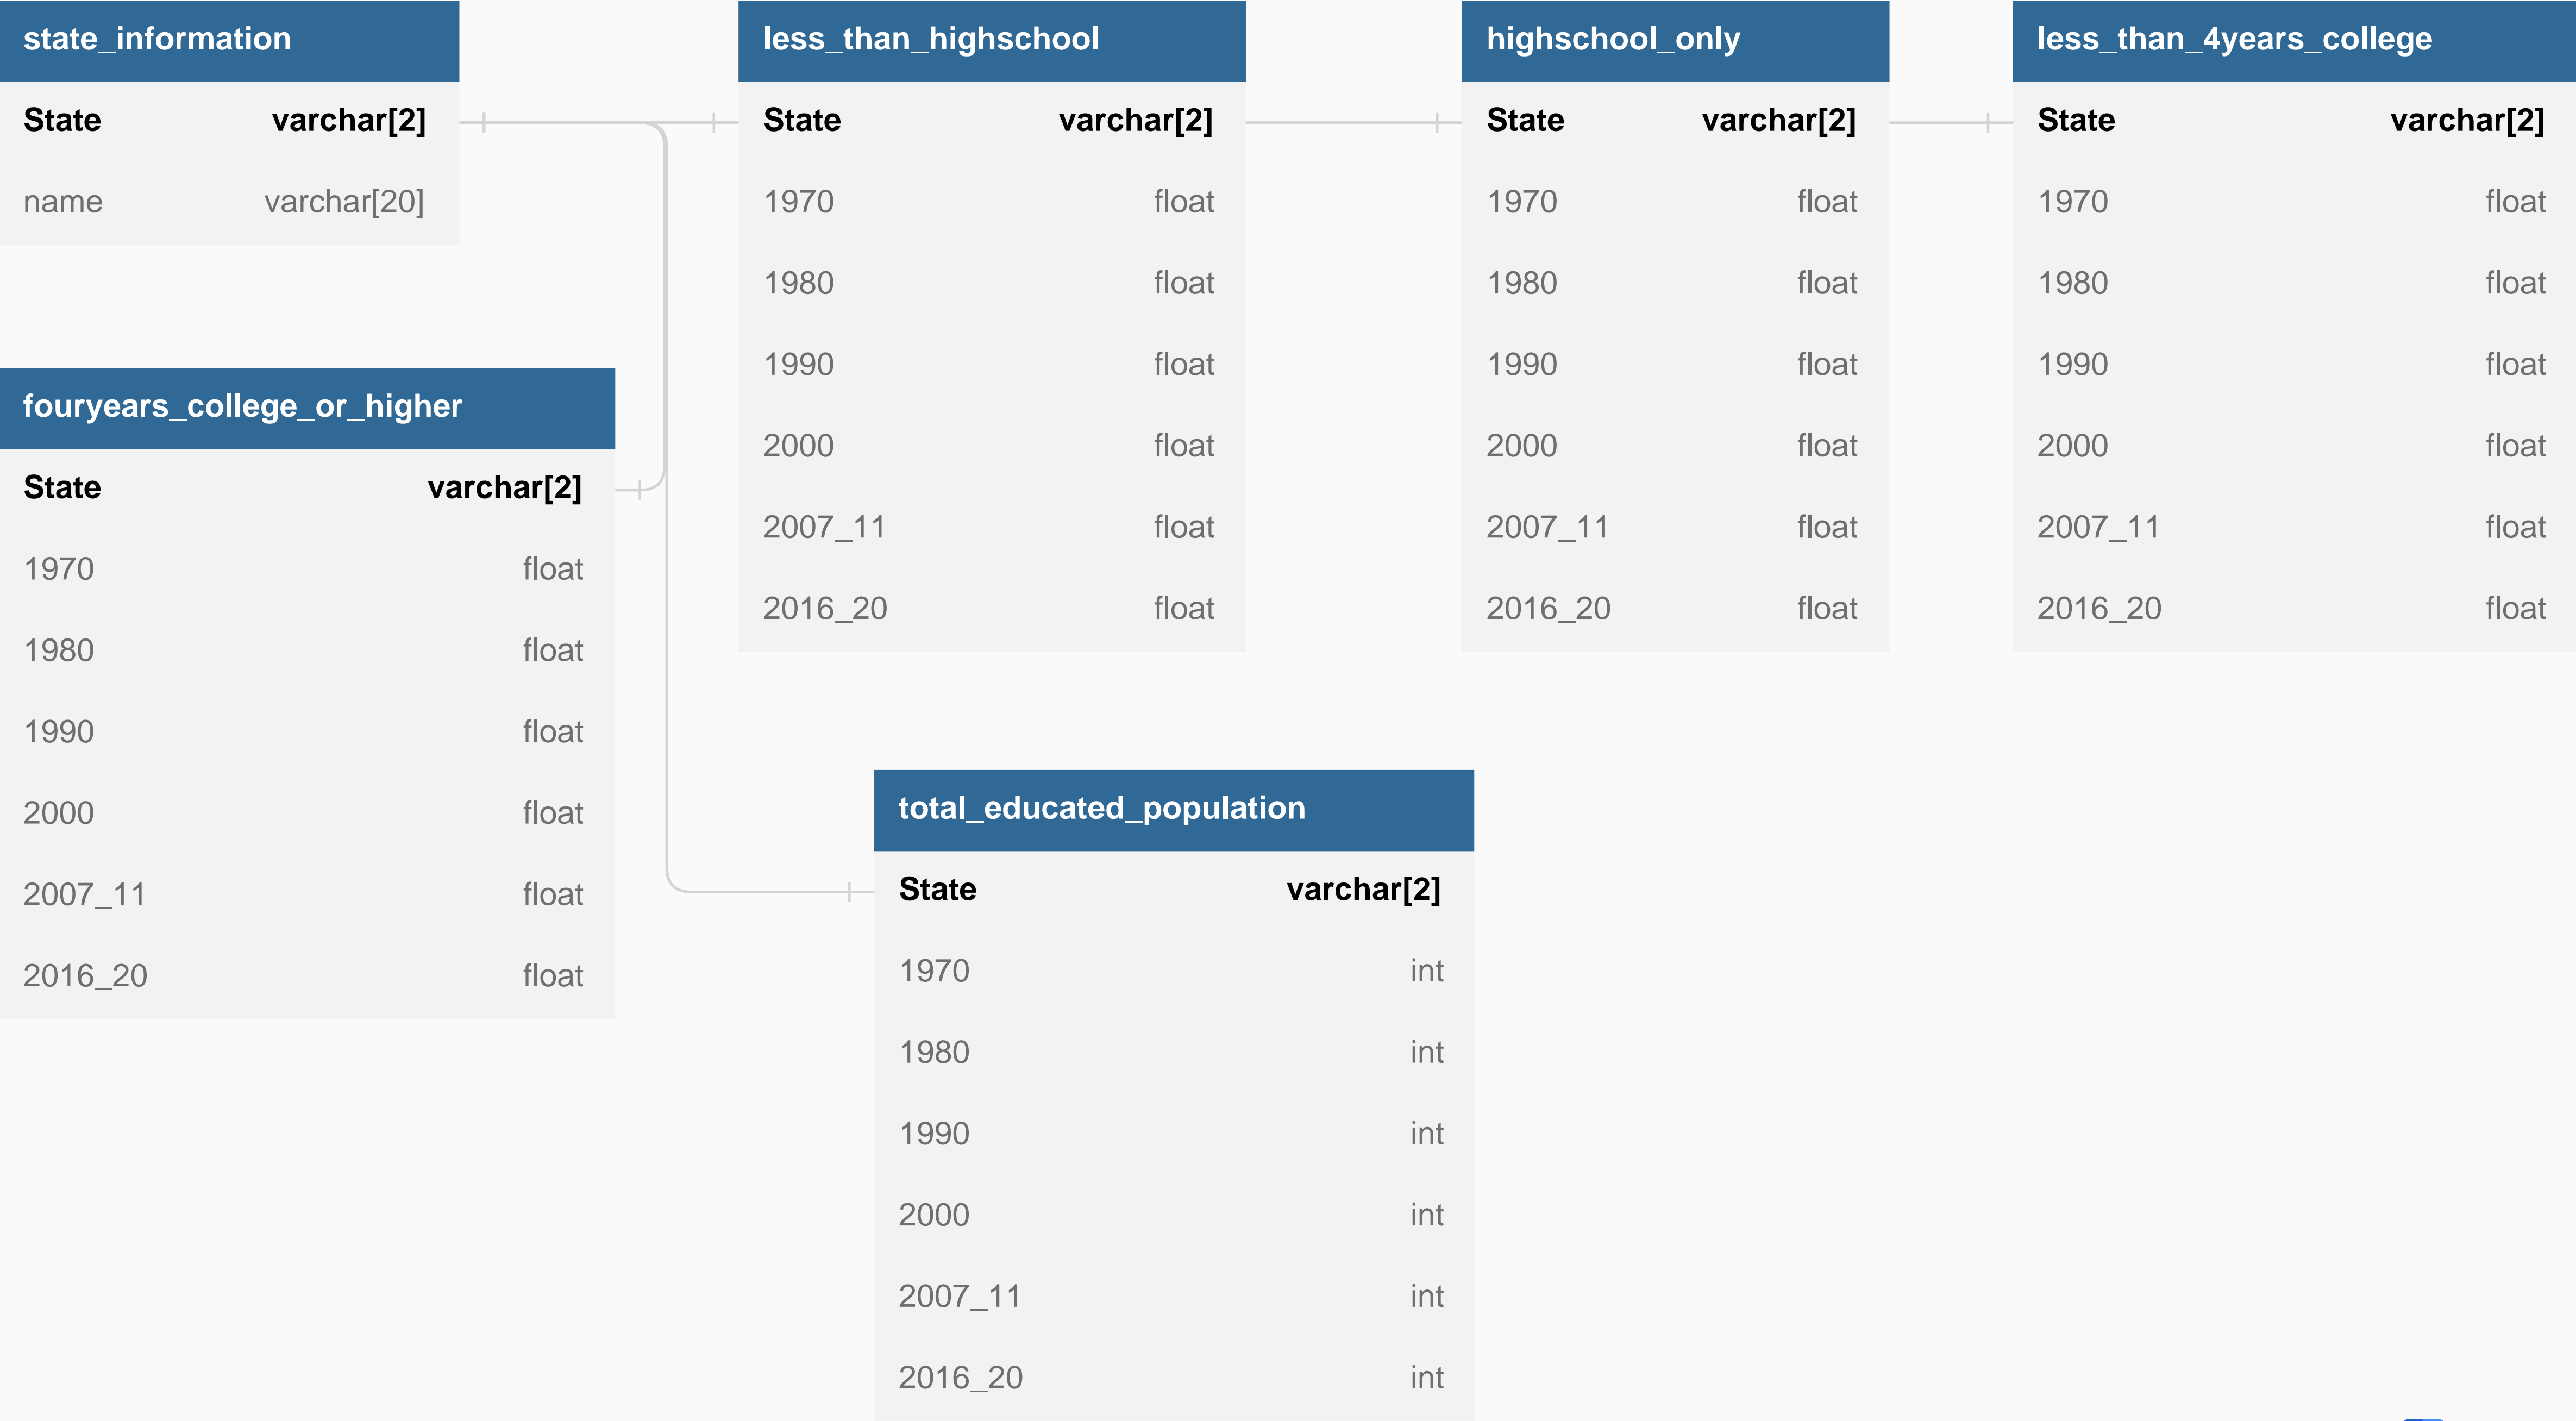 state_information
State varchar[2]
name varchar[20]
less_than_highschool
State varchar[2]
1970 float
1980 float
1990 float
2000 float
2007_11 float
2016_20 float
highschool_only
State varchar[2]
1970 float
1980 float
1990 float
2000 float
2007_11 float
2016_20 float
less_than_4years_college
State varchar[2]
1970 float
1980 float
1990 float
2000 float
2007_11 float
2016_20 float
fouryears_college_or_higher
State varchar[2]
1970 float
1980 float
1990 float
2000 float
2007_11 float
2016_20 float
total_educated_population
State varchar[2]
1970 int
1980 int
1990 int
2000 int
2007_11 int
2016_20 int